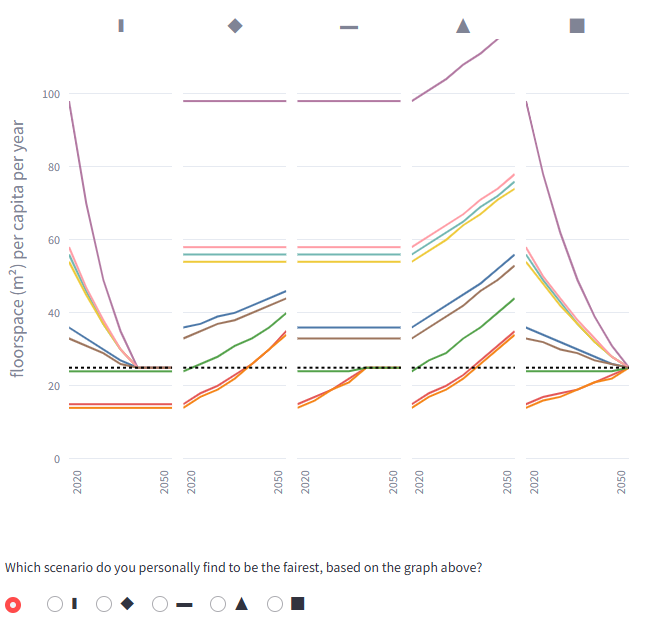 floorspace (m²) per capita per year
100
80
60
40
20
0
2020 2050 2020 2050 2020 2050 2020 2050 2020 2050
Which scenario do you personally find to be the fairest, based on the graph above?